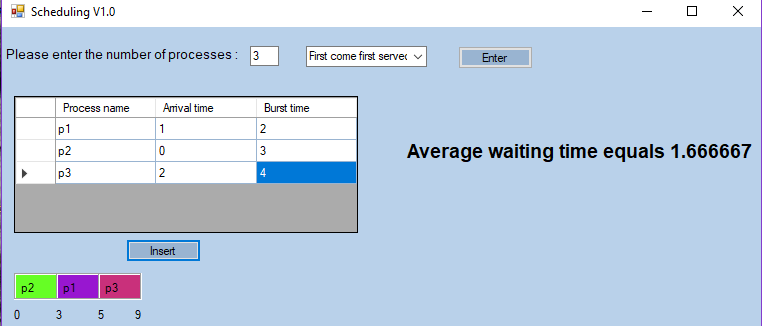 Scheduling V1.0
Please enter the number of processes : 3 First come first served Enter
Process name Arrival time Burst time
p1 1 2
p2 0 3
p3 2 4
Average waiting time equals 1.666667
Insert
p2 p1 p3
0 3 5 9